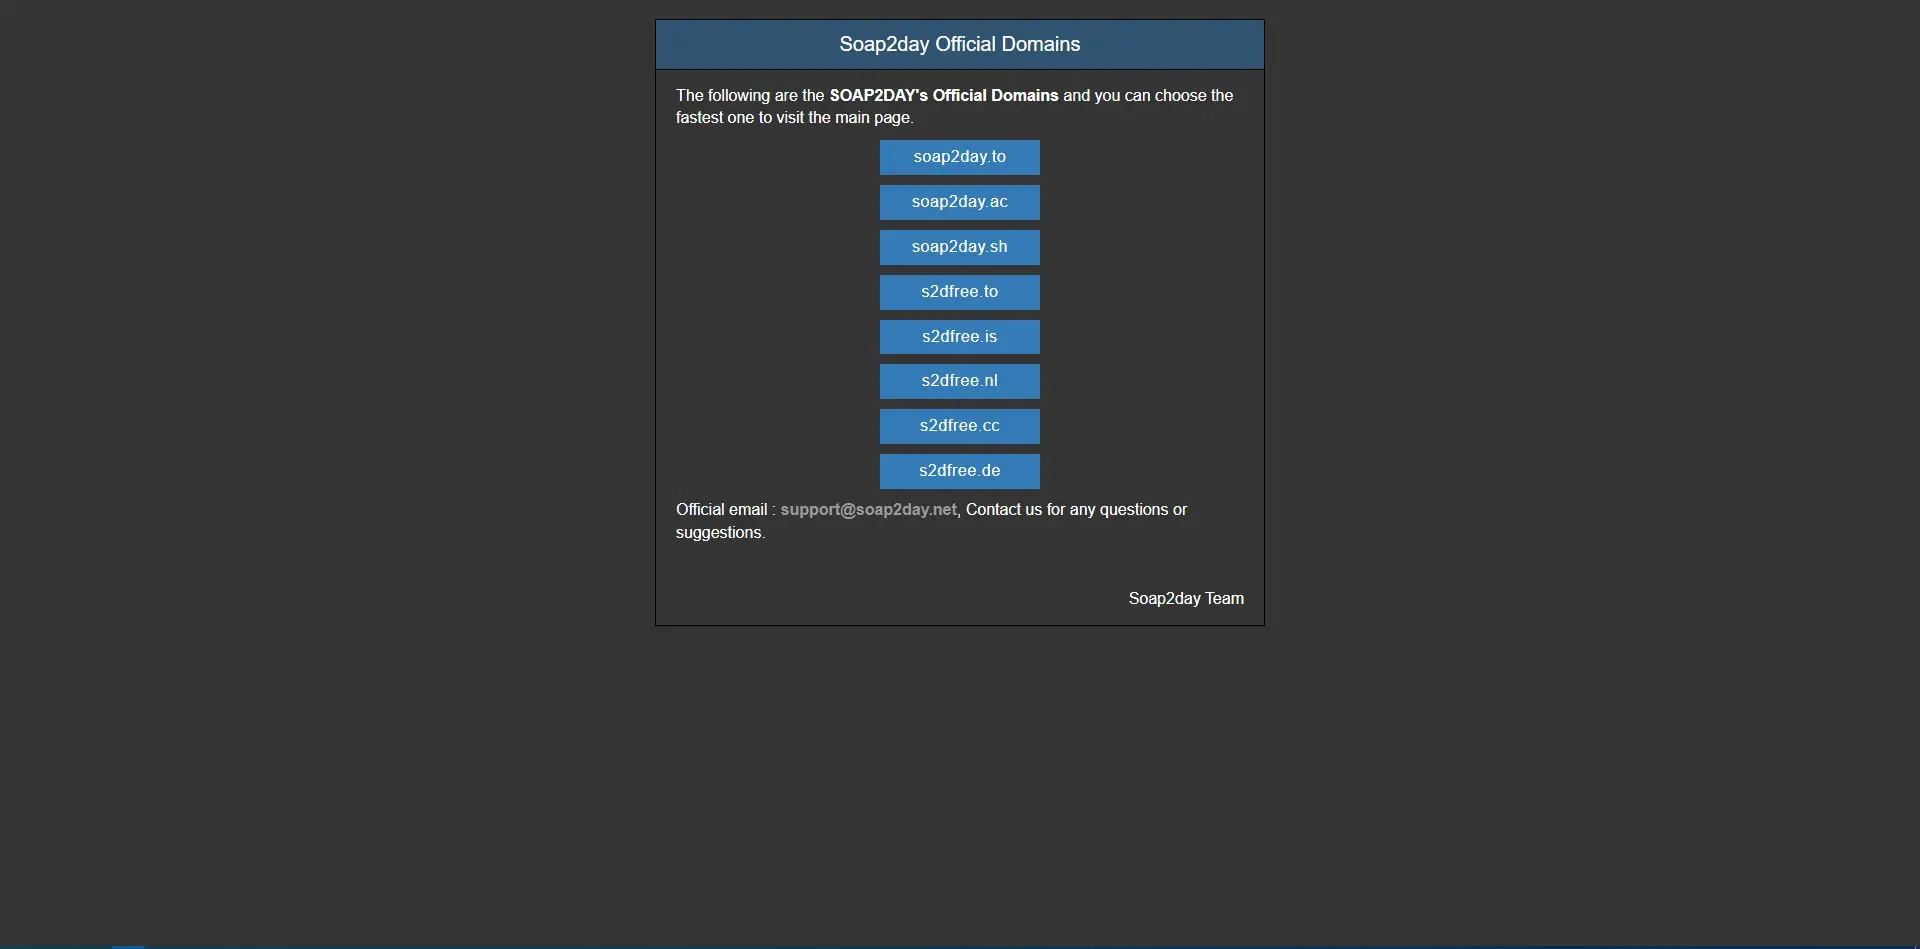 Soap2day Official Domains
The following are the SOAP2DAY's Official Domains and you can choose the
fastest one to visit the main page.
soap2day.to
soap2day.ac
soap2day.sh
s2dfree.to
s2dfree.is
s2dfree.nl
s2dfree.cc
s2dfree.de
Official email : support@soap2day.net, Contact us for any questions or
suggestions.
Soap2day Team